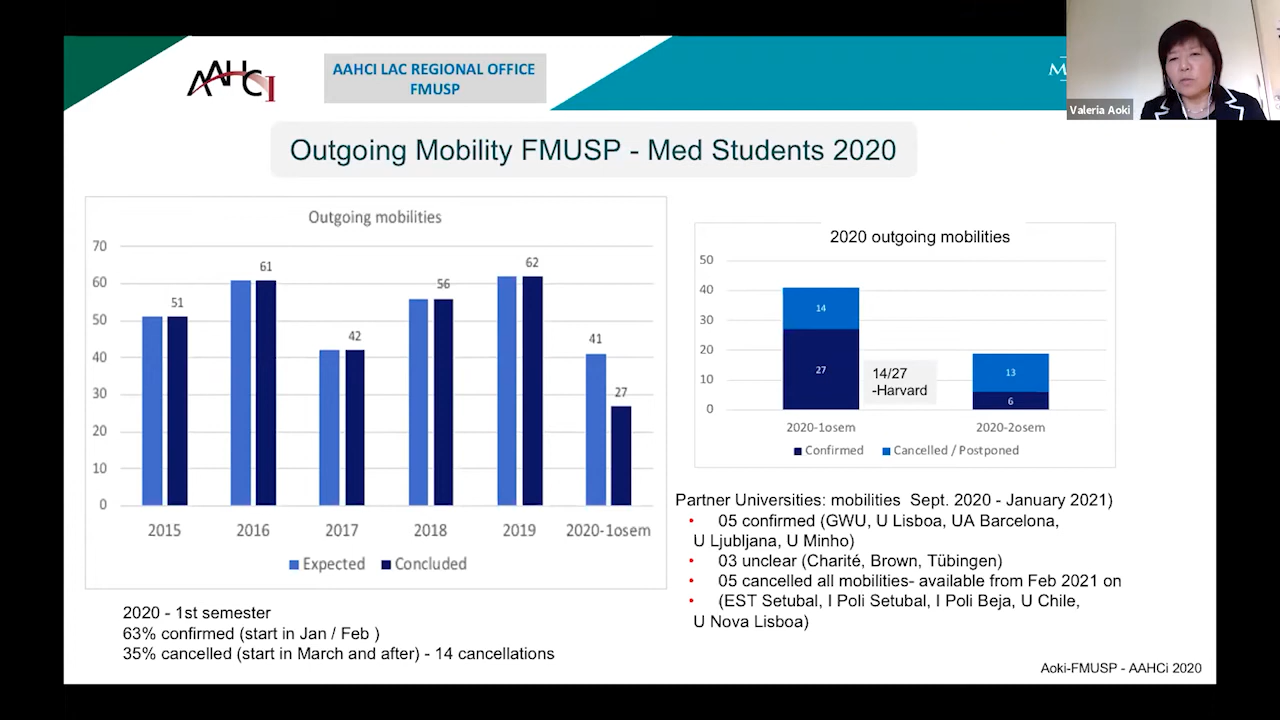 AAHCI
AAHCI LAC REGIONAL OFFICE
FMUSP
Valeria Aoki
Outgoing Mobility FMUSP - Med Students 2020
Outgoing mobilities
70
60
50
40
30
20
10
0
51
61
42
56
62
41
27
2015
2016
2017
2018
2019
2020-1osem
Expected
Concluded
2020 - 1st semester
63% confirmed (start in Jan / Feb )
35% cancelled (start in March and after) - 14 cancellations
2020 outgoing mobilities
50
40
30
20
10
0
14
27
14/27
-Harvard
13
6
2020-1osem
2020-2osem
Confirmed
Cancelled / Postponed
Partner Universities: mobilities Sept. 2020 - January 2021)
• 05 confirmed (GWU, U Lisboa, UA Barcelona,
U Ljubljana, U Minho)
• 03 unclear (Charité, Brown, Tübingen)
• 05 cancelled all mobilities- available from Feb 2021 on
• (EST Setubal, I Poli Setubal, I Poli Beja, U Chile,
U Nova Lisboa)
Aoki-FMUSP - AAHCi 2020